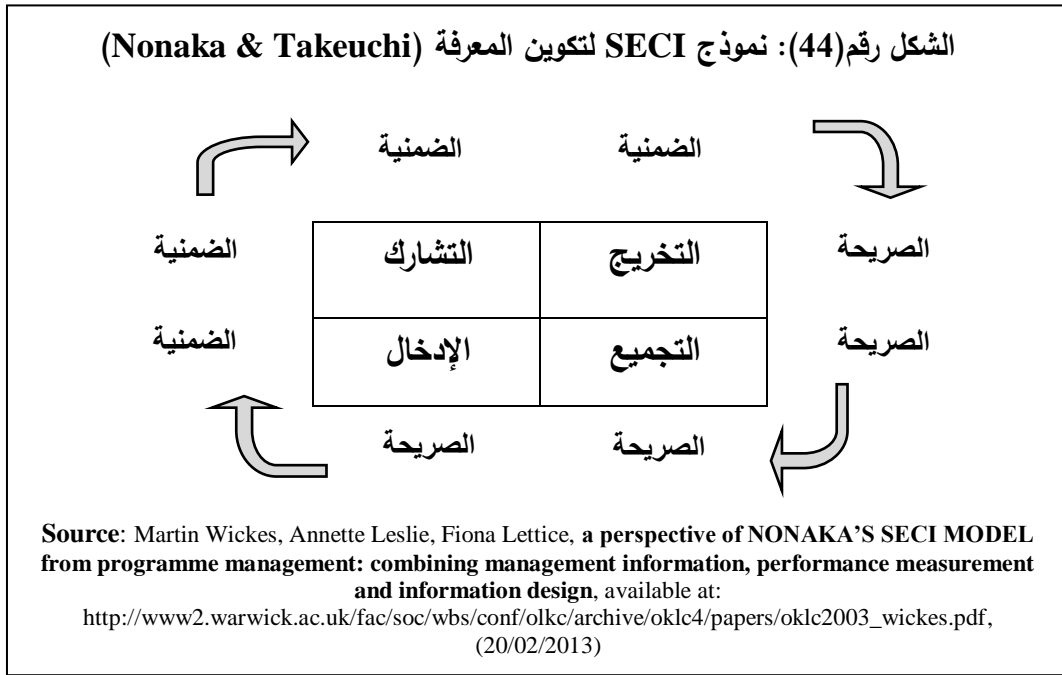 الشكل رقم(44): نموذج SECI لتكوين المعرفة (Nonaka & Takeuchi)
الضمنية الضمنية
الصريحة التخريج التشارك الضمنية
الصريحة التجميع الإدخال الضمنية
الصريحة الصريحة
Source: Martin Wickes, Annette Leslie, Fiona Lettice, a perspective of NONAKA'S SECI MODEL
from programme management: combining management information, performance measurement
and information design, available at:
http://www2.warwick.ac.uk/fac/soc/wbs/conf/olkc/archive/oklc4/papers/oklc2003_wickes.pdf,
(20/02/2013)